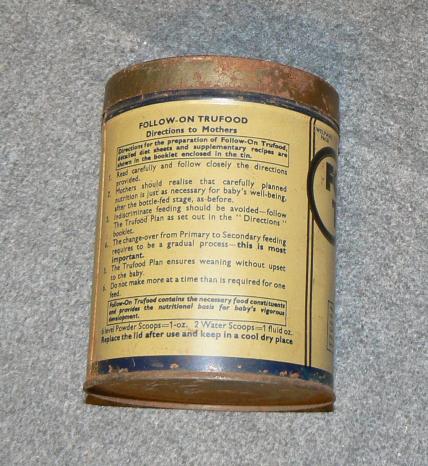 FOLLOW-ON TRUFOOD
Directions to Mothers
Directions for the preparation of Follow-On Trufood,
detailed diet sheets and supplementary recipes are
shown in the booklet enclosed in the tin.
1. Read carefully and follow closely the directions
provided.
2. Mothers should realise that carefully planned
nutrition is just as necessary for baby's well-being,
after the bottle-fed stage, as before.
3. Indiscriminate feeding should be avoided—follow
The Trufood Plan as set out in the "Directions"
booklet.
4. The change-over from Primary to Secondary feeding
requires to be a gradual process—this is most
important.
5. The Trufood Plan ensures weaning without upset
to the baby.
6. Do not make more at a time than is required for one
feed.
Follow-On Trufood contains the necessary food constituents
and provides the nutritional basis for baby's vigorous
development.
level Powder Scoops=1-oz. 2 Water Scoops=1 fluid oz.
Replace the lid after use and keep in a cool dry place